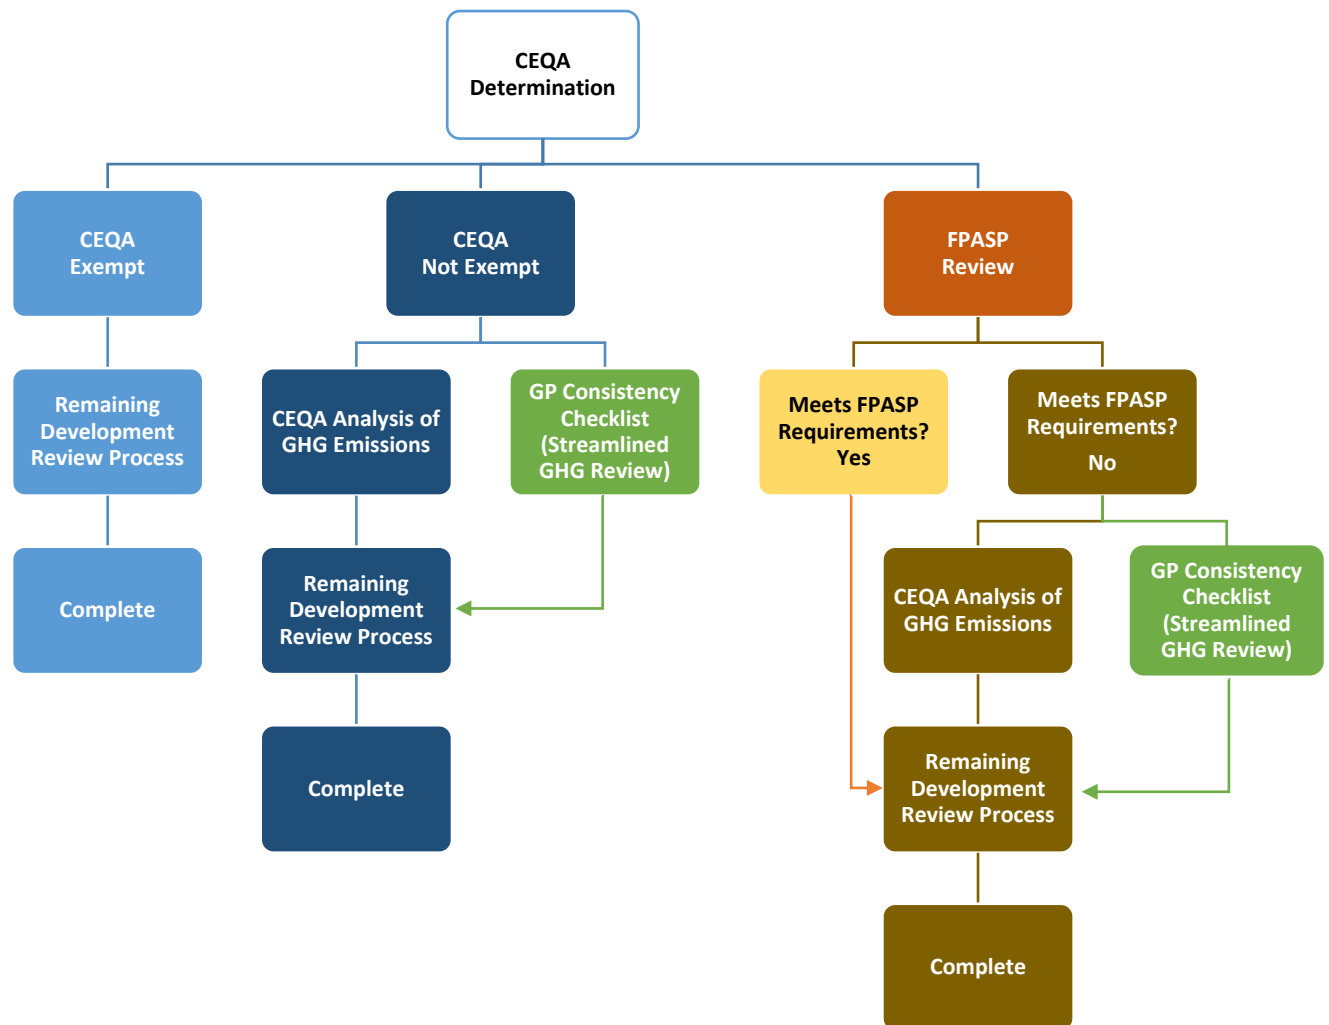 CEQA
Determination
CEQA
Exempt
CEQA
Not Exempt
FPASP
Review
Remaining
Development
Review Process
CEQA Analysis of
GHG Emissions
GP Consistency
Checklist
(Streamlined
GHG Review)
Meets FPASP
Requirements?
Yes
Meets FPASP
Requirements?
No
Complete
Remaining
Development
Review Process
CEQA Analysis of
GHG Emissions
GP Consistency
Checklist
(Streamlined
GHG Review)
Complete
Remaining
Development
Review Process
Complete